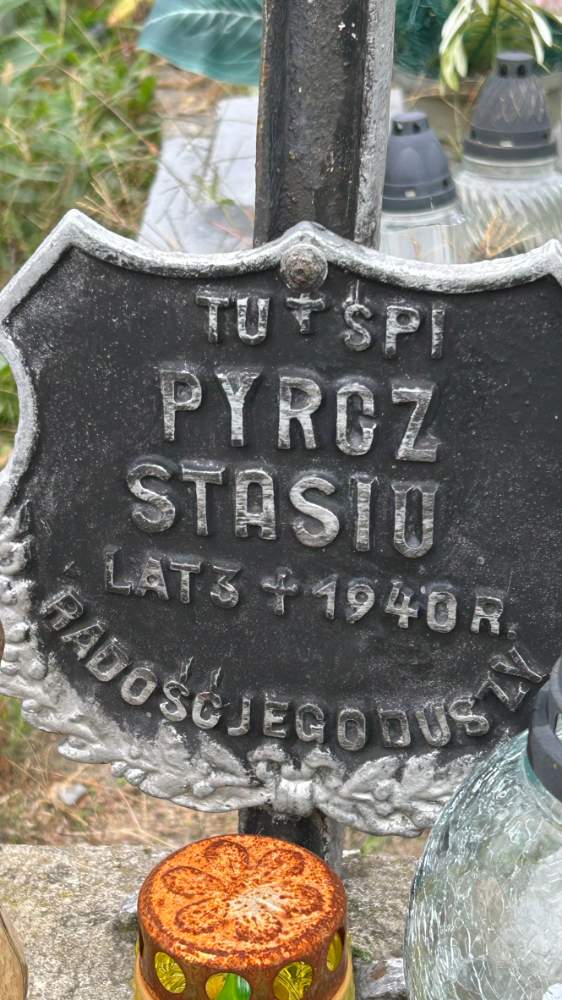 TU † ŚPI
PYRCZ
STASIU
LAT 3 † 1940 R.
RADOŚĆ JEGO DUSZY